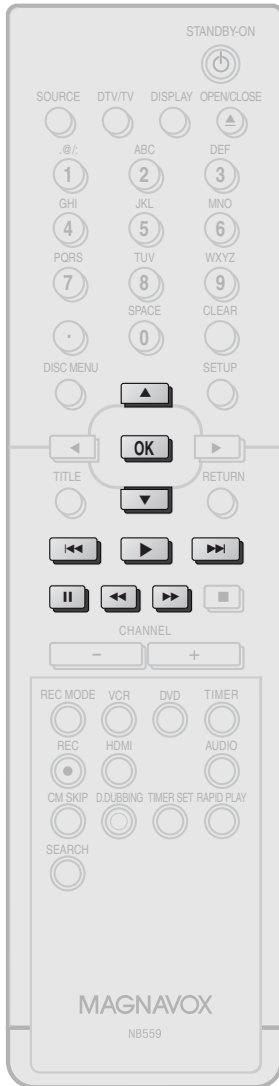 STANDBY-ON
SOURCE DTV/TV DISPLAY OPEN/CLOSE
.@/: ABC DEF
1 2 3
GHI JKL MNO
4 5 6
PQRS TUV WXYZ
7 8 9
SPACE CLEAR
. 0
DISC MENU SETUP
OK
TITLE RETURN
CHANNEL
− +
REC MODE VCR DVD TIMER
REC HDMI AUDIO
CM SKIP D.DUBBING TIMER SET RAPID PLAY
SEARCH
MAGNAVOX
NB559